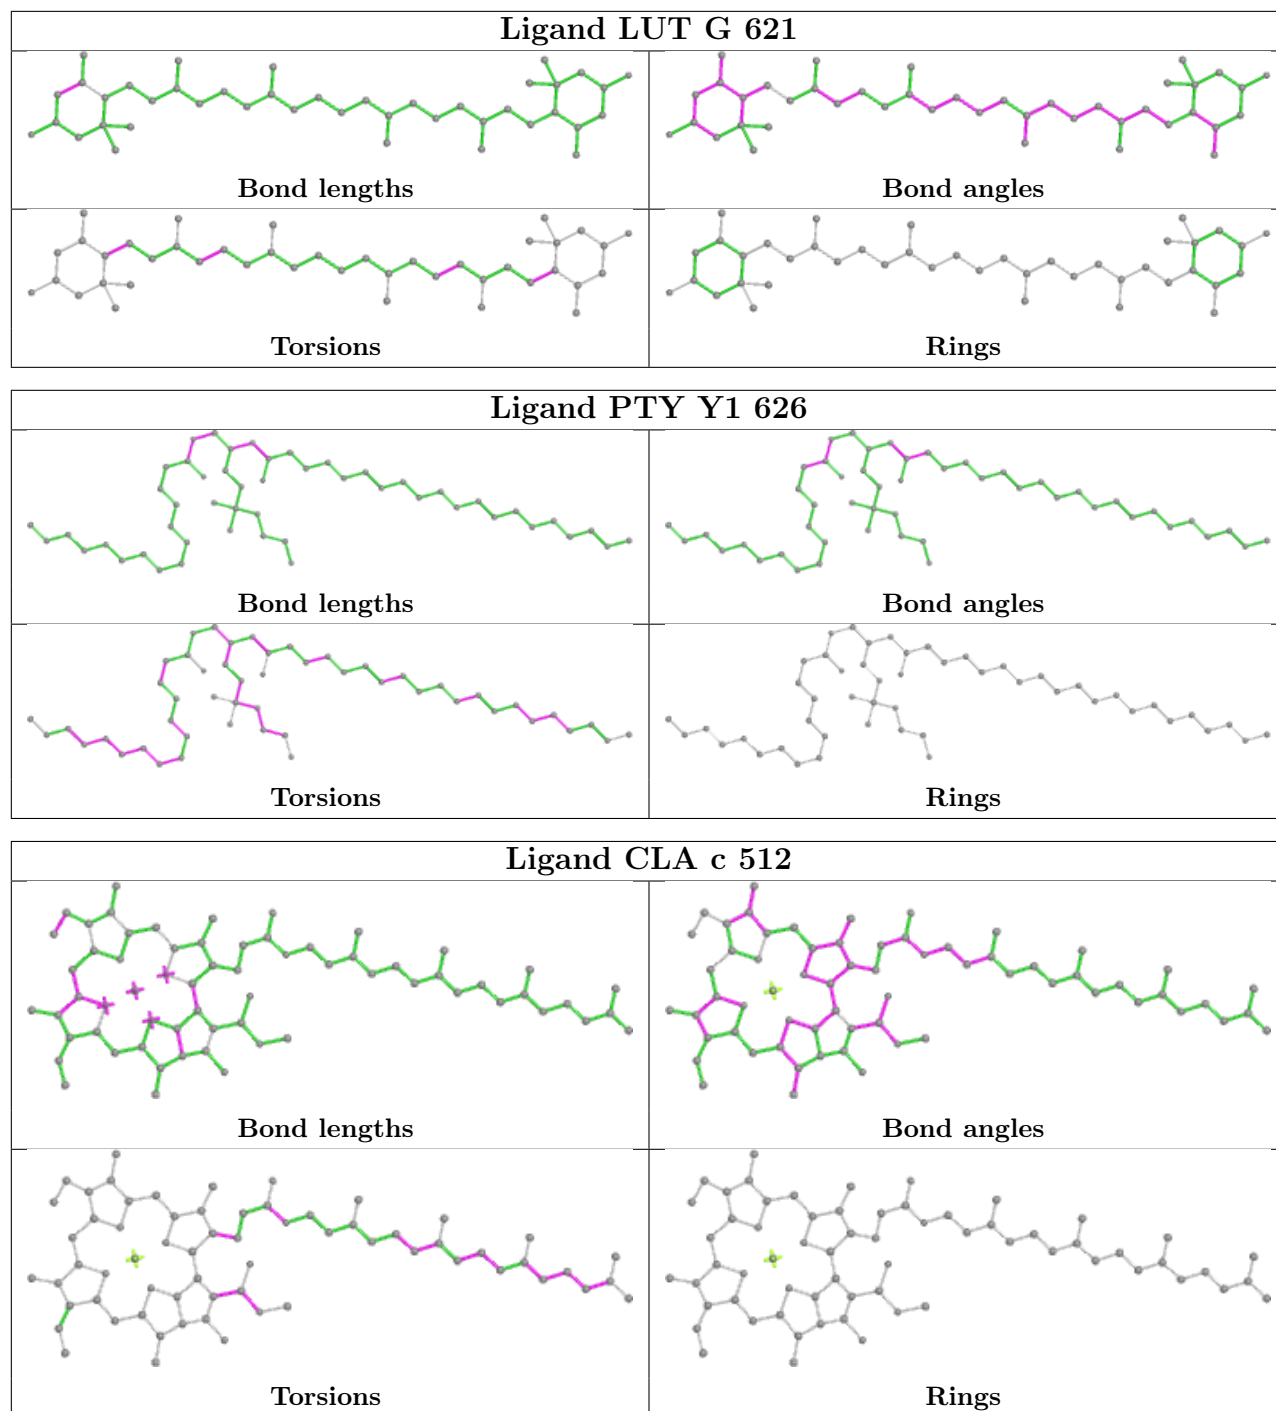 Ligand LUT G 621
Bond lengths
Bond angles
Torsions
Rings
Ligand PTY Y1 626
Bond lengths
Bond angles
Torsions
Rings
Ligand CLA c 512
Bond lengths
Bond angles
Torsions
Rings